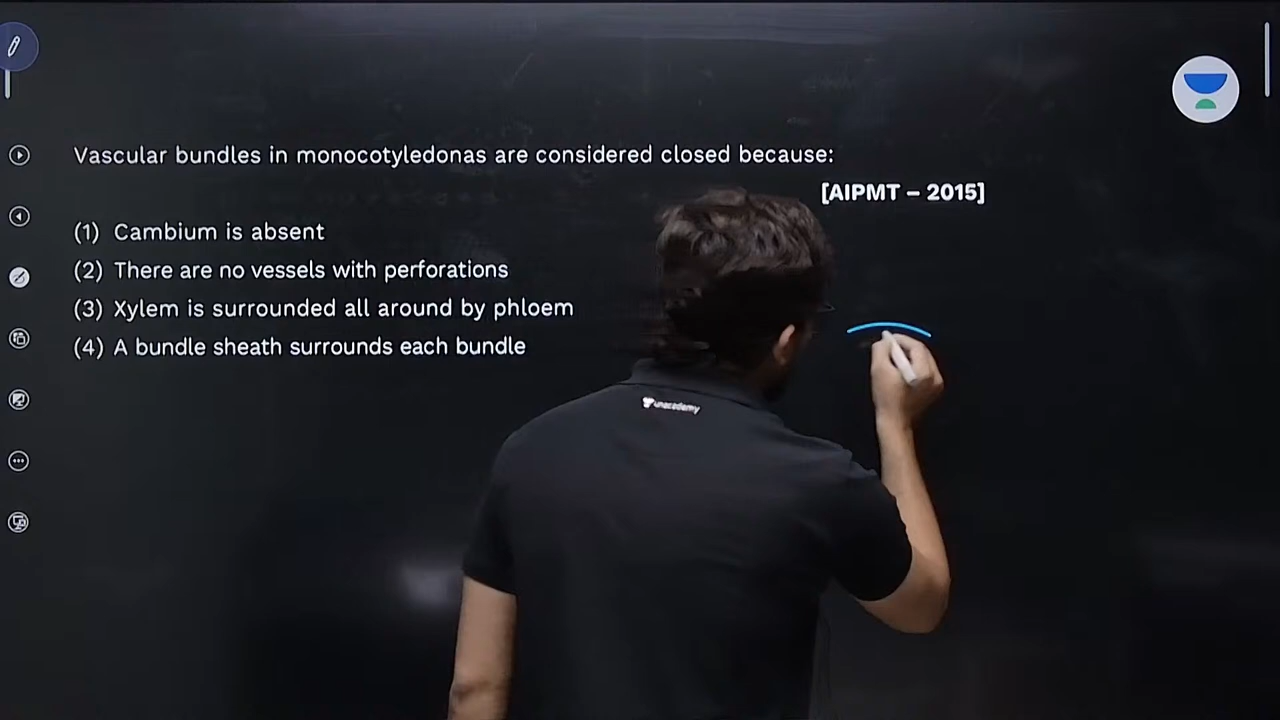 Vascular bundles in monocotyledonas are considered closed because:
[AIPMT – 2015]
(1) Cambium is absent
(2) There are no vessels with perforations
(3) Xylem is surrounded all around by phloem
(4) A bundle sheath surrounds each bundle
unacademy